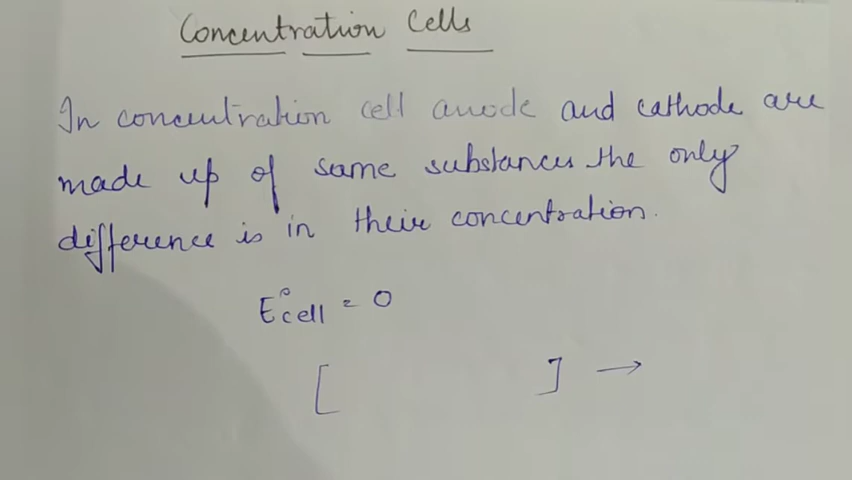 Concentration Cells
In concentration cell anode and cathode are
made up of same substances the only
difference is in their concentration.
E°cell = 0
[ ] →